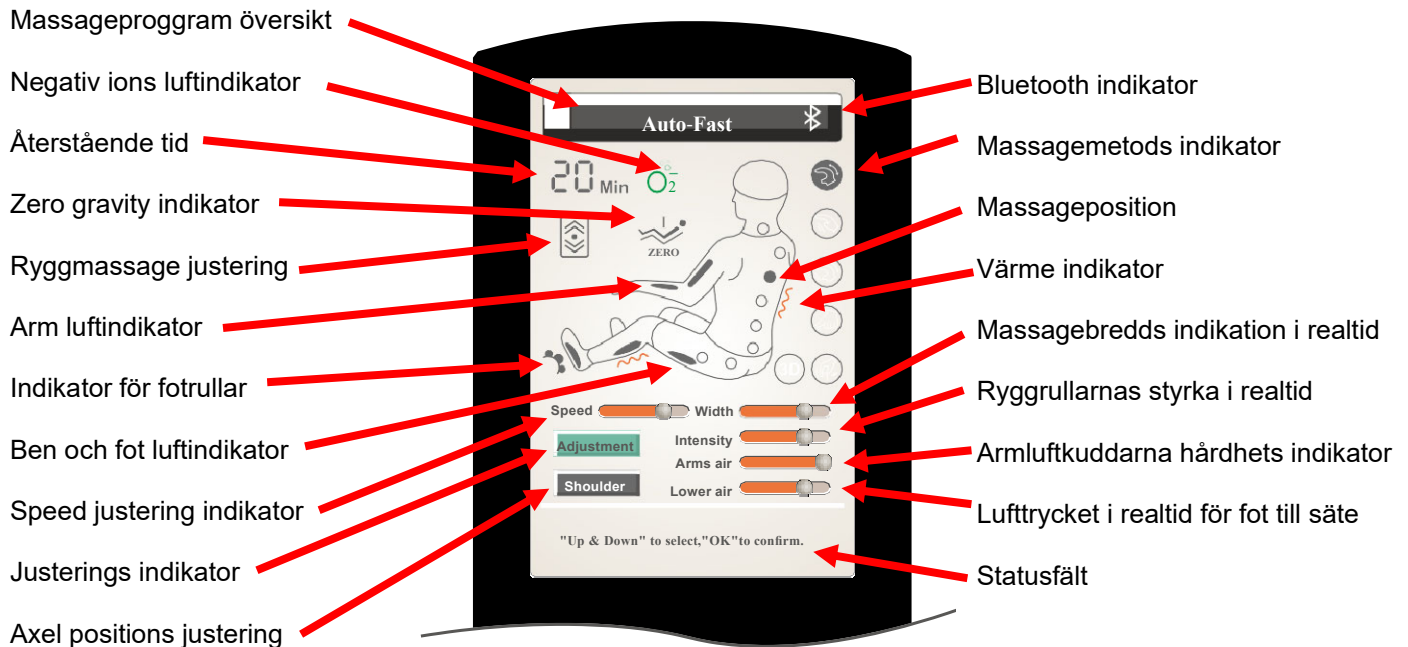 Massageproggram översikt
Negativ ions luftindikator
Återstående tid
Zero gravity indikator
Ryggmassage justering
Arm luftindikator
Indikator för fotrullar
Ben och fot luftindikator
Speed justering indikator
Justerings indikator
Axel positions justering
Auto-Fast
20 Min
O2
ZERO
3D
Speed
Width
Adjustment
Intensity
Arms air
Shoulder
Lower air
"Up & Down" to select,"OK"to confirm.
Bluetooth indikator
Massagemetods indikator
Massageposition
Värme indikator
Massagebredds indikation i realtid
Ryggrullarnas styrka i realtid
Armluftkuddarna hårdhets indikator
Lufttrycket i realtid för fot till säte
Statusfält